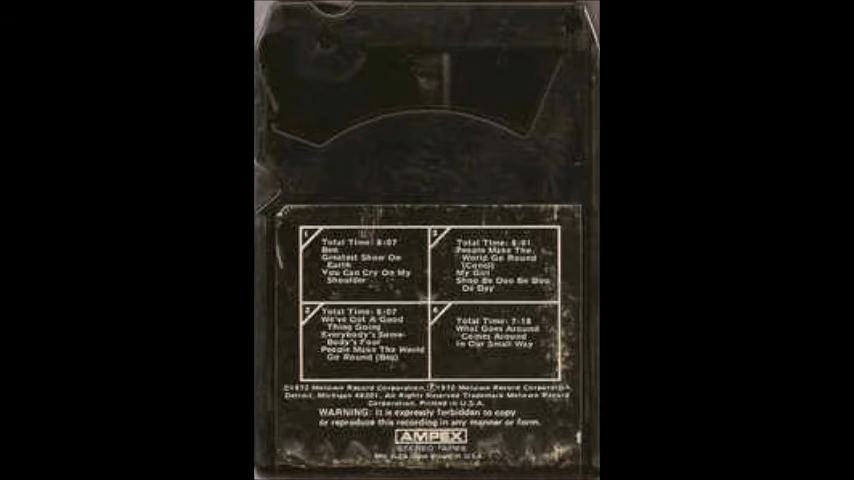 1
Total Time: 8:07
Ben
Greatest Show On
Earth
You Can Cry On My
Shoulder
2
Total Time: 8:07
We've Got A Good
Thing Going
Everybody's Some-
Body's Fool
People Make The World
Go Round (Beg)
3
Total Time: 8:01
People Make The
World Go Round
(Concl)
My Girl
Shoo Be Doo Be Doo
Da Day
4
Total Time: 7:18
What Goes Around
Comes Around
In Our Small Way
©1972 Motown Record Corporation, ℗1972 Motown Record Corporation,
Detroit, Michigan 48201. All Rights Reserved Trademark Motown Record
Corporation. Printed in U.S.A.
WARNING: It is expressly forbidden to copy
or reproduce this recording in any manner or form.
AMPEX
STEREO TAPES
U.S.A.